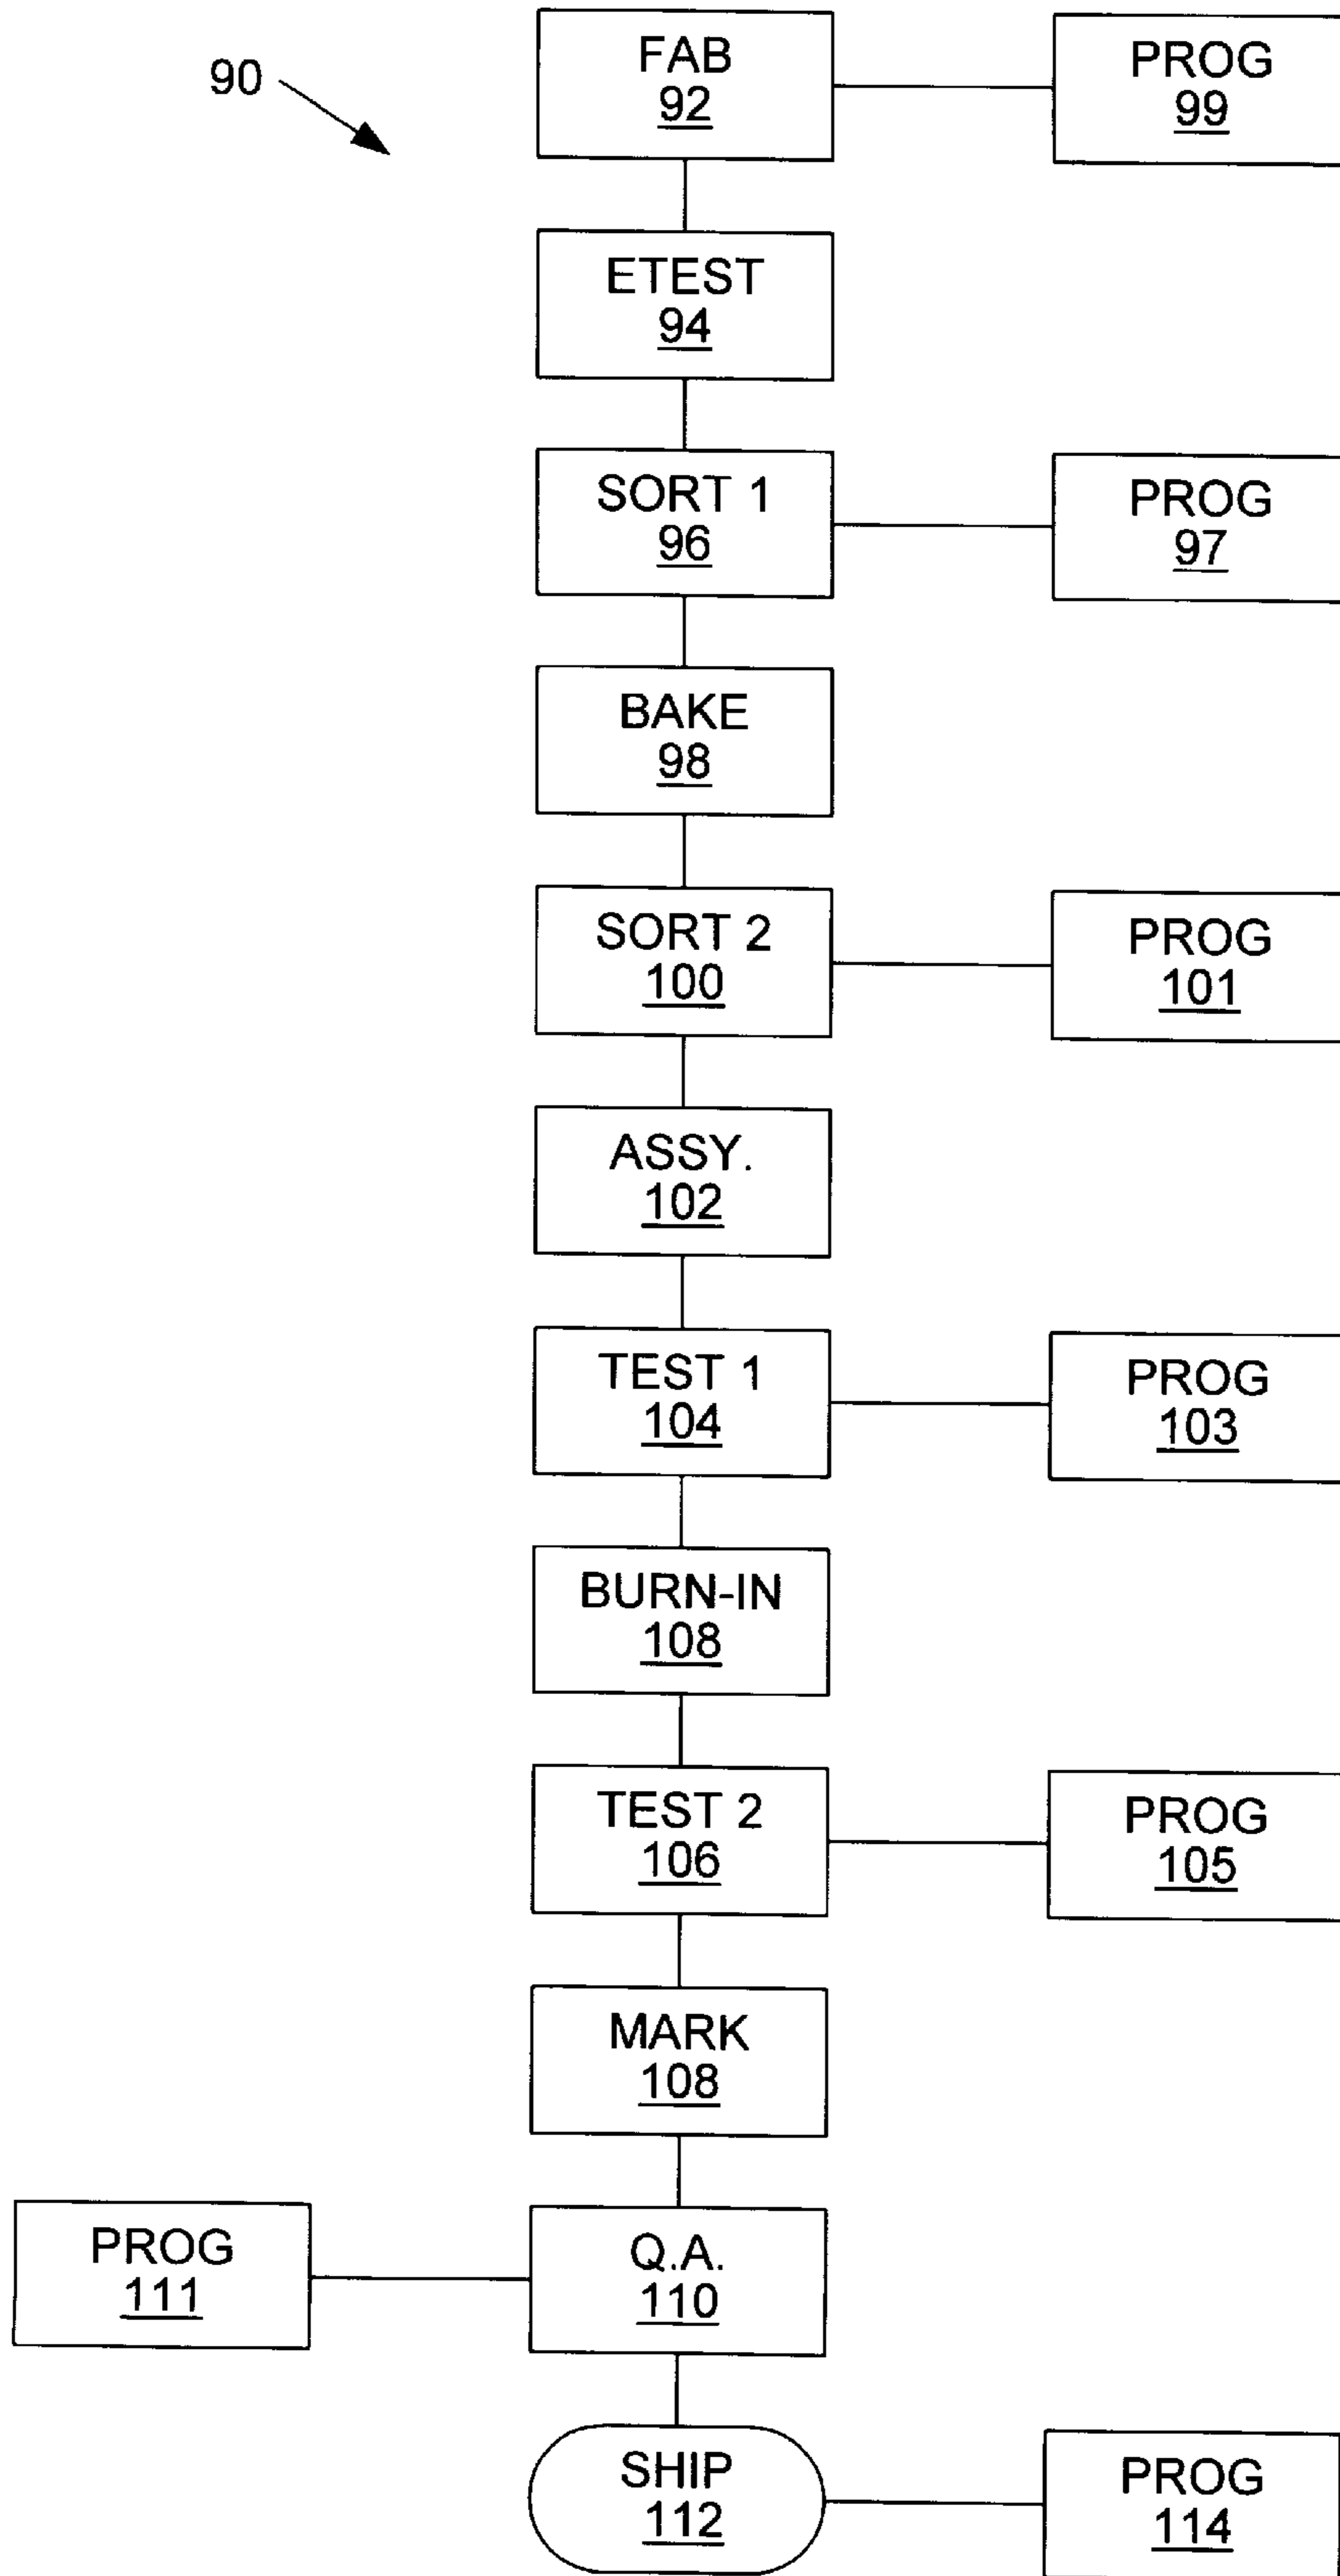 90
FAB
92
PROG
99
ETEST
94
SORT 1
96
PROG
97
BAKE
98
SORT 2
100
PROG
101
ASSY.
102
TEST 1
104
PROG
103
BURN-IN
108
TEST 2
106
PROG
105
MARK
108
PROG
111
Q.A.
110
SHIP
112
PROG
114